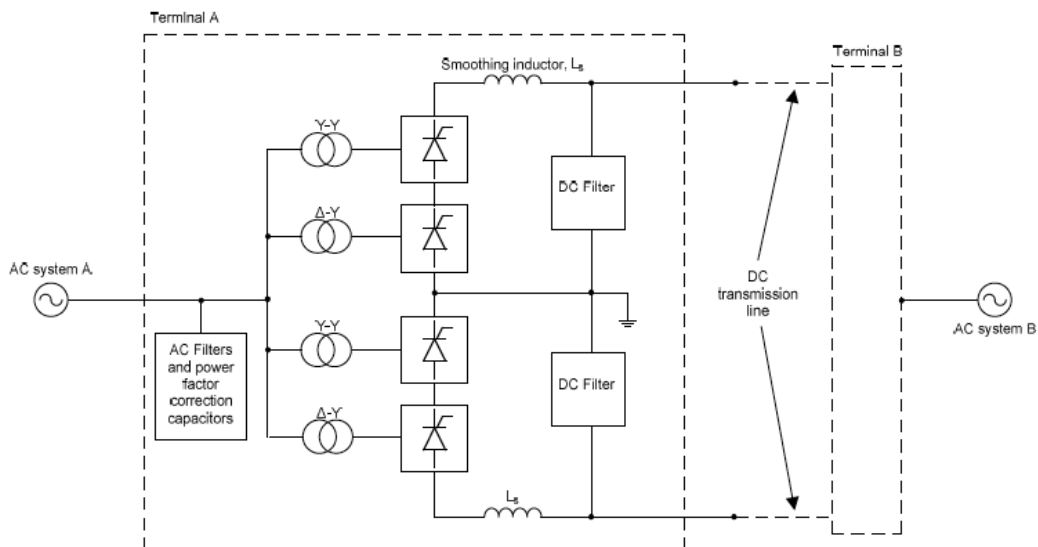 Terminal A
Terminal B
Smoothing inductor, Ls
Y-Y
DC Filter
Δ-Y
AC system A.
DC
transmission
line
.AC system B
Y-Y
AC Filters
and power
factor
correction
capacitors
DC Filter
Δ-Y
Ls